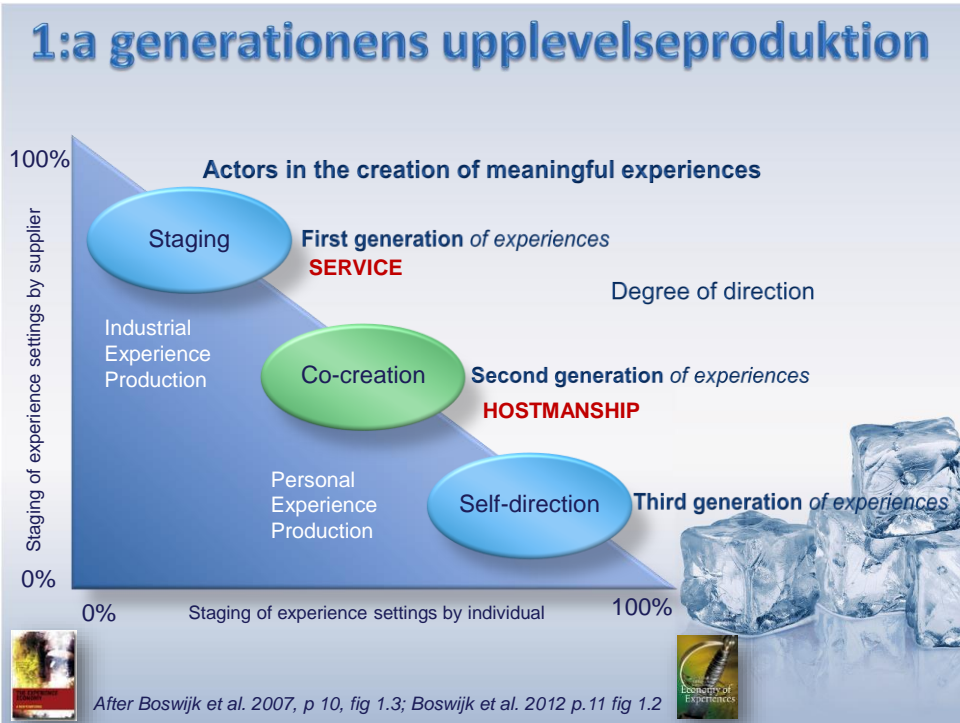 1:a generationens upplevelseproduktion
100%
Actors in the creation of meaningful experiences
Staging
First generation of experiences
SERVICE
Degree of direction
Staging of experience settings by supplier
Industrial
Experience
Production
Co-creation
Second generation of experiences
HOSTMANSHIP
Personal
Experience
Production
Self-direction
Third generation of experiences
0%
0%
Staging of experience settings by individual
100%
THE EXPERIENCE
ECONOMY
Economy of
Experiences
After Boswijk et al. 2007, p 10, fig 1.3; Boswijk et al. 2012 p.11 fig 1.2